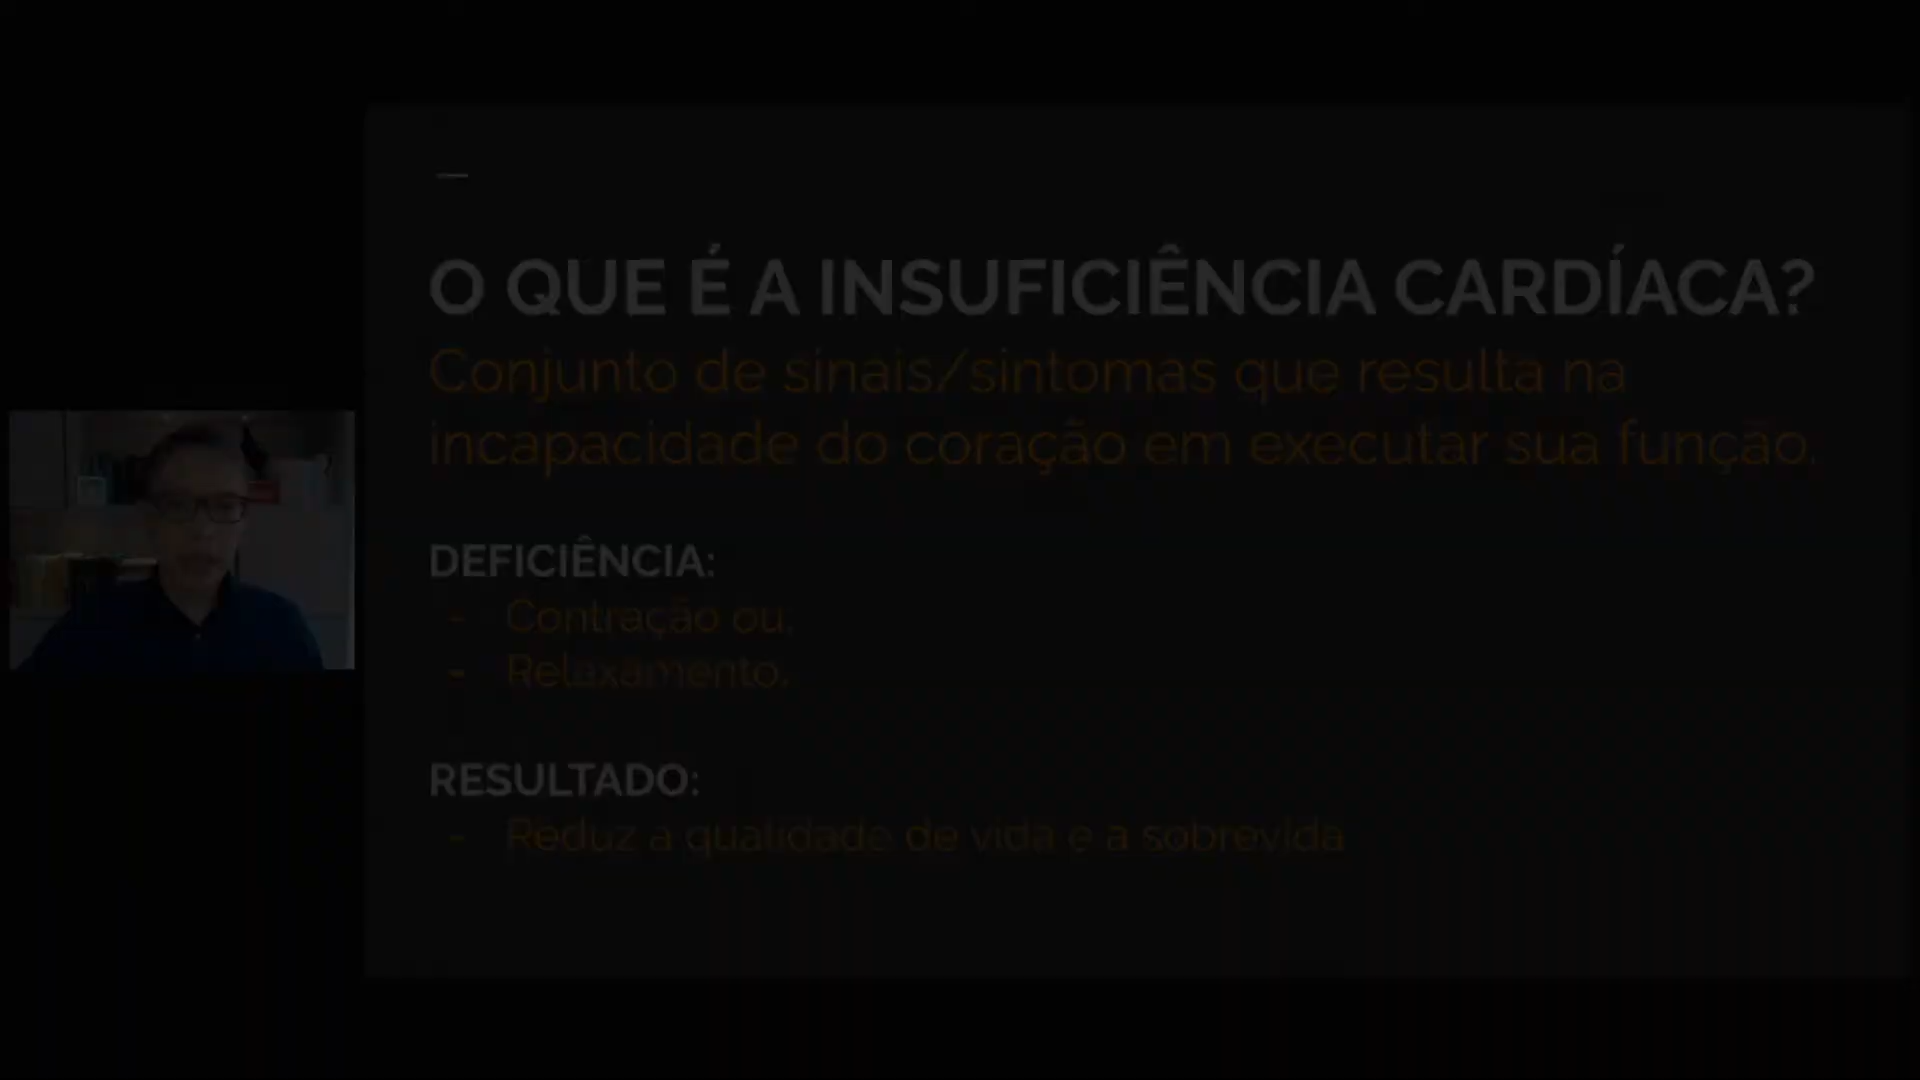 O QUE É A INSUFICIÊNCIA CARDÍACA?
Conjunto de sinais/sintomas que resulta na
incapacidade do coração em executar sua função.
DEFICIÊNCIA:
- Contração ou,
- Relaxamento.
RESULTADO:
- Reduz a qualidade de vida e a sobrevida